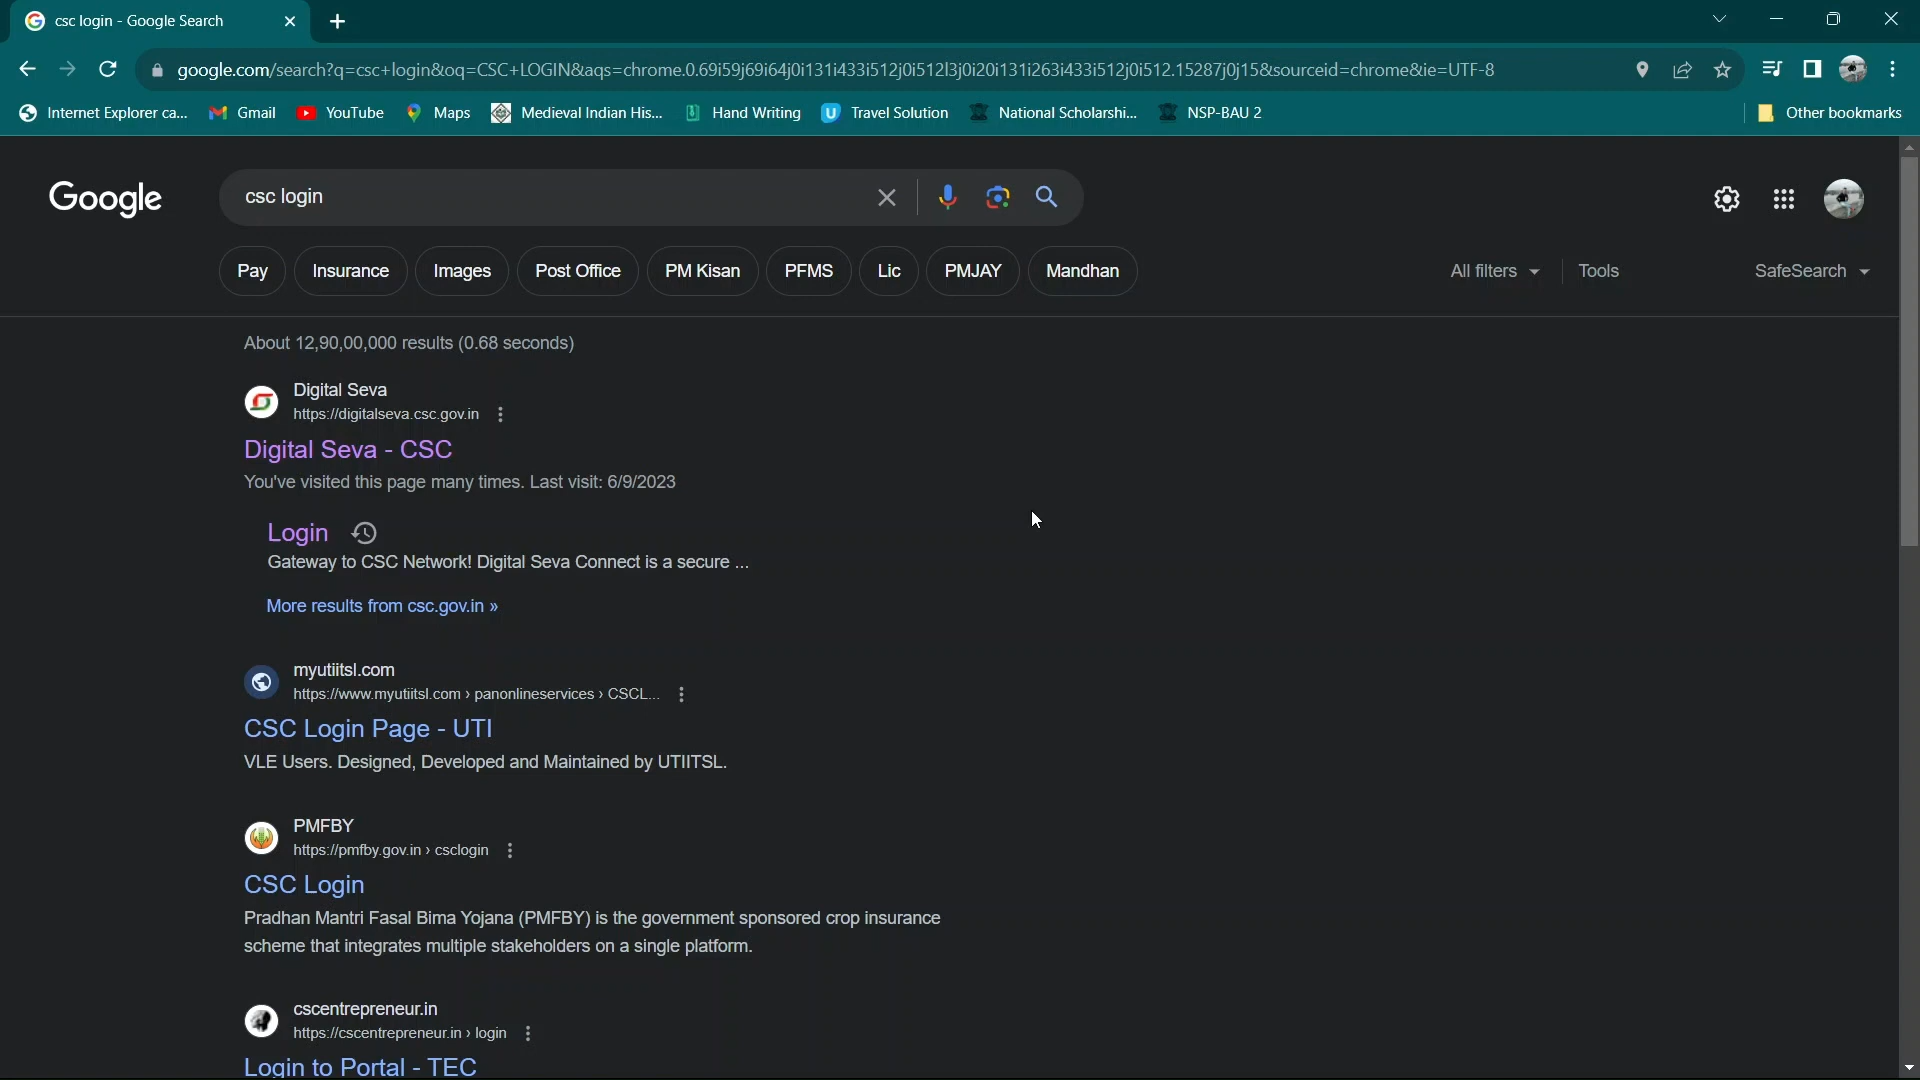 csc login - Google Search
google.com/search?q=csc+login&oq=CSC+LOGIN&aqs=chrome.0.69i59j69i64j0i131i433i512j0i512l3j0i20i131i263i433i512j0i512.15287j0j15&sourceid=chrome&ie=UTF-8
Internet Explorer ca... Gmail YouTube Maps Medieval Indian His... Hand Writing Travel Solution National Scholarshi... NSP-BAU 2 Other bookmarks
Google csc login
Pay Insurance Images Post Office PM Kisan PFMS Lic PMJAY Mandhan All filters Tools SafeSearch
About 12,90,00,000 results (0.68 seconds)
Digital Seva
https://digitalseva.csc.gov.in
Digital Seva - CSC
You've visited this page many times. Last visit: 6/9/2023
Login
Gateway to CSC Network! Digital Seva Connect is a secure ...
More results from csc.gov.in »
myutiitsl.com
https://www.myutiitsl.com › panonlineservices › CSCL...
CSC Login Page - UTI
VLE Users. Designed, Developed and Maintained by UTIITSL.
PMFBY
https://pmfby.gov.in › csclogin
CSC Login
Pradhan Mantri Fasal Bima Yojana (PMFBY) is the government sponsored crop insurance
scheme that integrates multiple stakeholders on a single platform.
cscentrepreneur.in
https://cscentrepreneur.in › login
Login to Portal - TEC